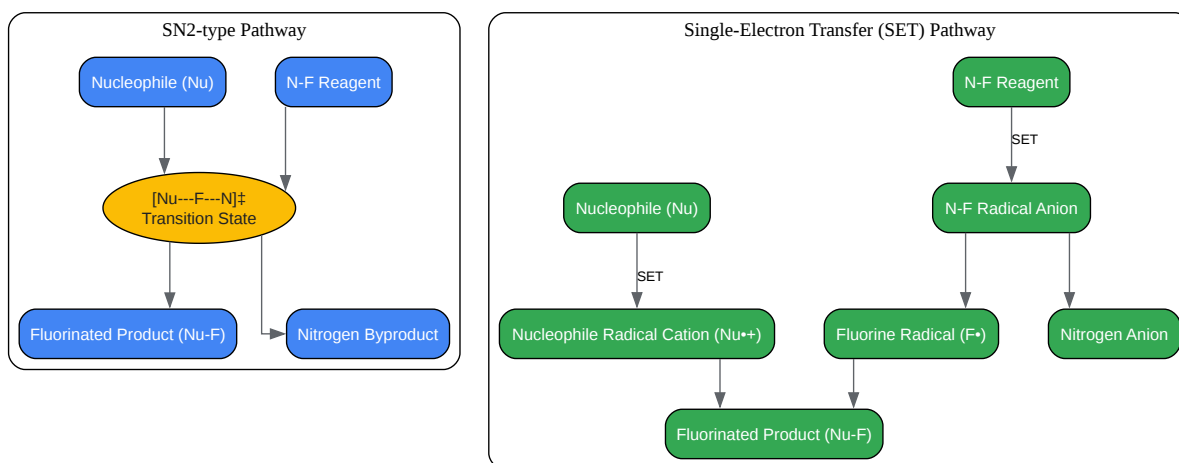 SN2-type Pathway
Nucleophile (Nu)
N-F Reagent
[Nu---F---N]‡
Transition State
Fluorinated Product (Nu-F)
Nitrogen Byproduct
Single-Electron Transfer (SET) Pathway
N-F Reagent
SET
Nucleophile (Nu)
N-F Radical Anion
SET
Nucleophile Radical Cation (Nu•+)
Fluorine Radical (F•)
Nitrogen Anion
Fluorinated Product (Nu-F)